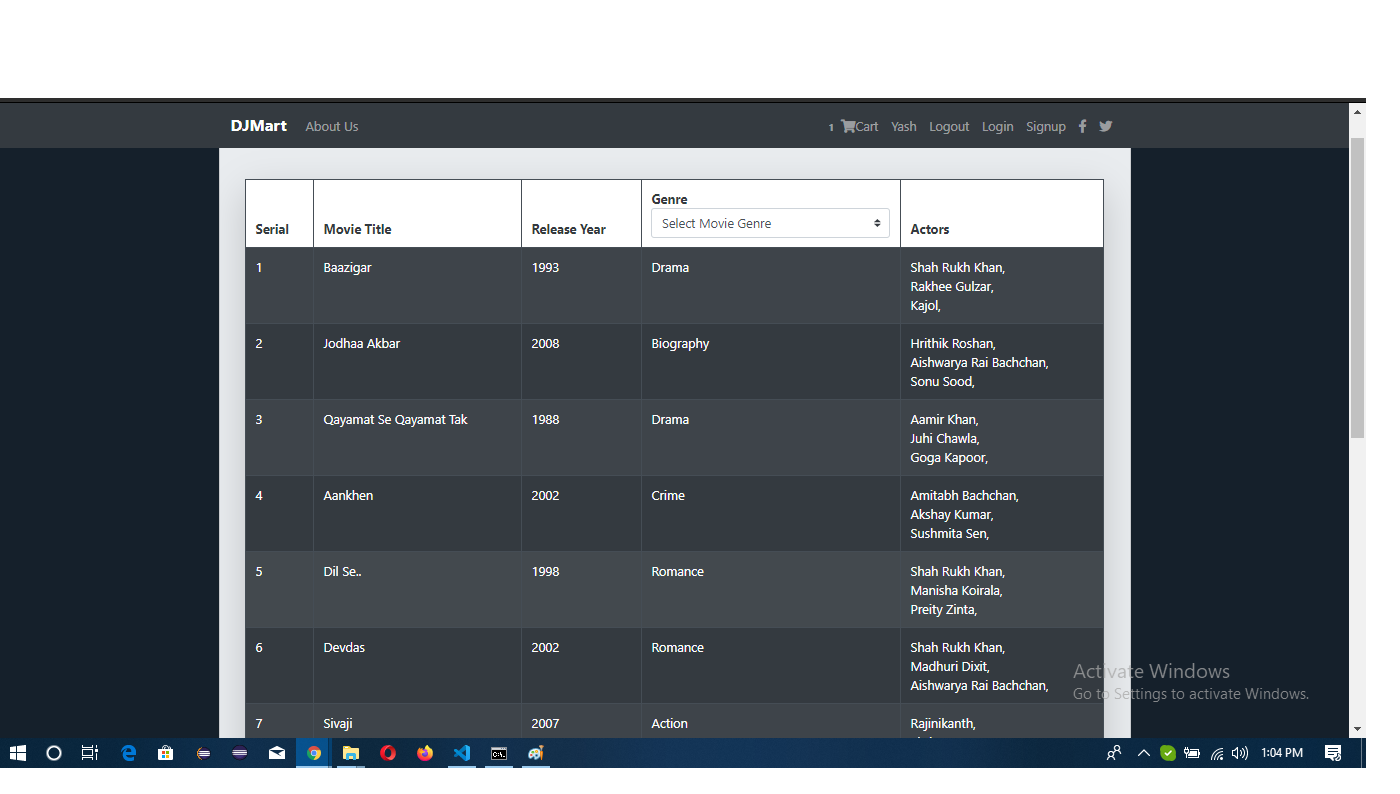 DJMart About Us 1 Cart Yash Logout Login Signup
Genre
Select Movie Genre
Serial Movie Title Release Year Actors
1 Baazigar 1993 Drama Shah Rukh Khan,
Rakhee Gulzar,
Kajol,
2 Jodhaa Akbar 2008 Biography Hrithik Roshan,
Aishwarya Rai Bachchan,
Sonu Sood,
3 Qayamat Se Qayamat Tak 1988 Drama Aamir Khan,
Juhi Chawla,
Goga Kapoor,
4 Aankhen 2002 Crime Amitabh Bachchan,
Akshay Kumar,
Sushmita Sen,
5 Dil Se.. 1998 Romance Shah Rukh Khan,
Manisha Koirala,
Preity Zinta,
6 Devdas 2002 Romance Shah Rukh Khan,
Madhuri Dixit,
Aishwarya Rai Bachchan,
7 Sivaji 2007 Action Rajinikanth,
Activate Windows
Go to Settings to activate Windows.
1:04 PM